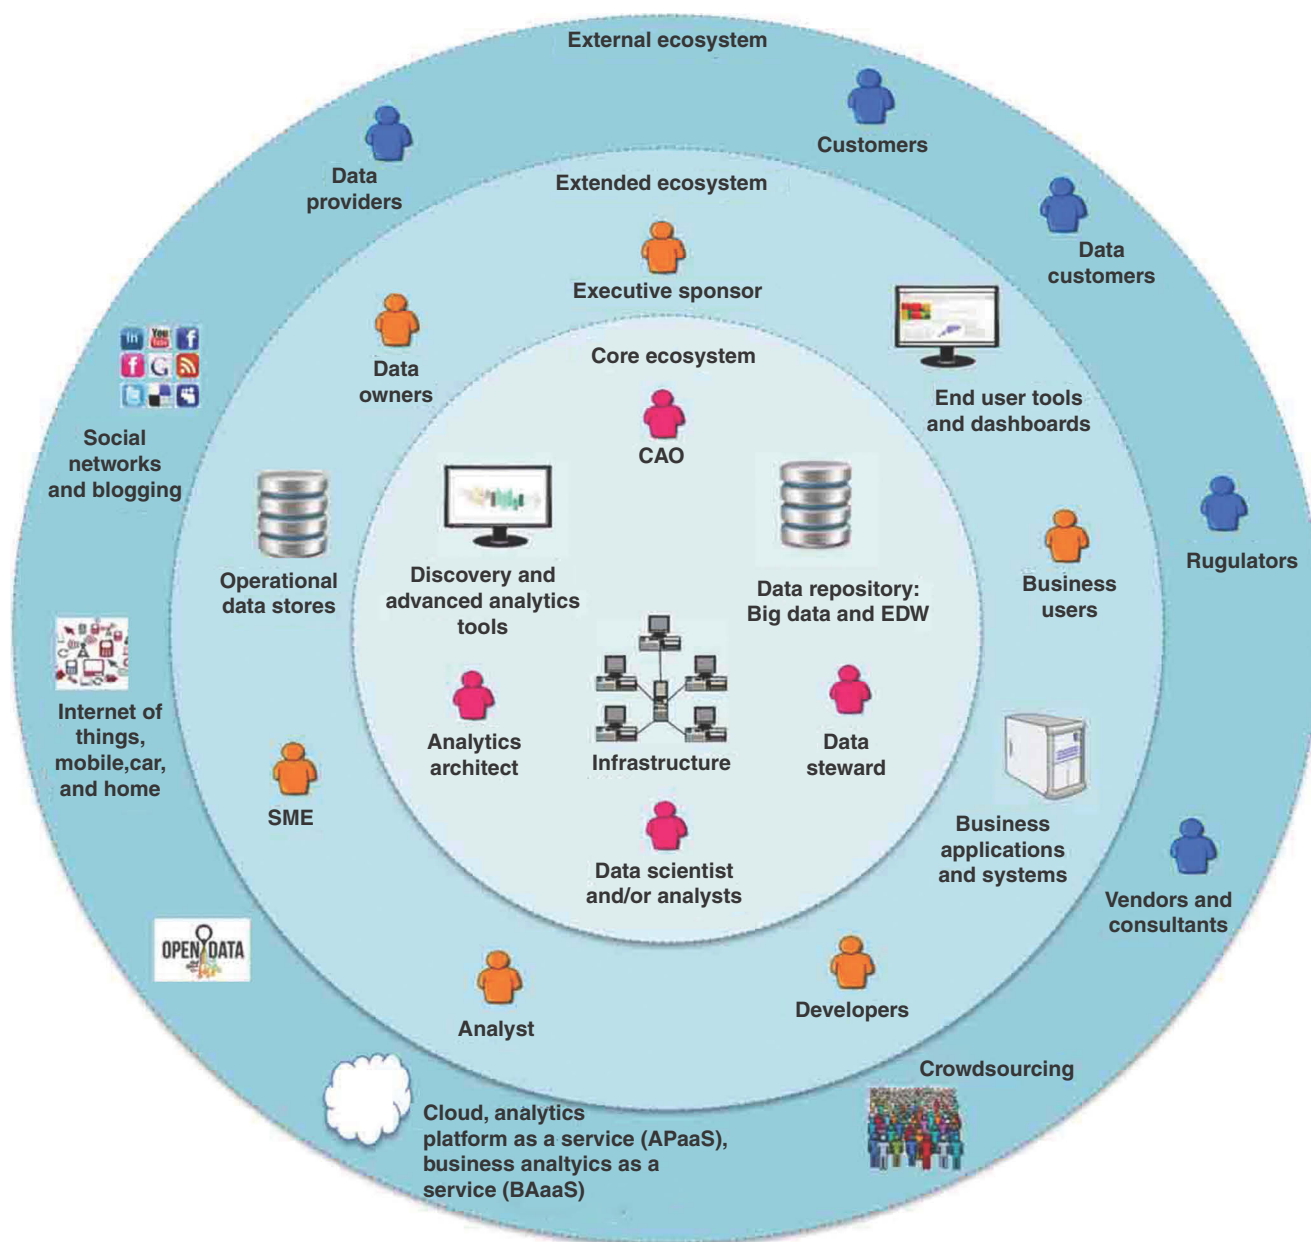 External ecosystem
Customers
Data
providers
Extended ecosystem
Data
customers
Executive sponsor
Data
owners
Core ecosystem
End user tools
and dashboards
in
You
Tube
f
f
G
t
Social
networks
and blogging
CAO
Operational
data stores
Discovery and
advanced analytics
tools
Data repository:
Big data and EDW
Business
users
Rugulators
Internet of
things,
mobile,car,
and home
Analytics
architect
Infrastructure
Data
steward
SME
Business
applications
and systems
Data scientist
and/or analysts
Vendors and
consultants
OPEN DATA
Analyst
Developers
Crowdsourcing
Cloud, analytics
platform as a service (APaaS),
business analtyics as a
service (BAaaS)